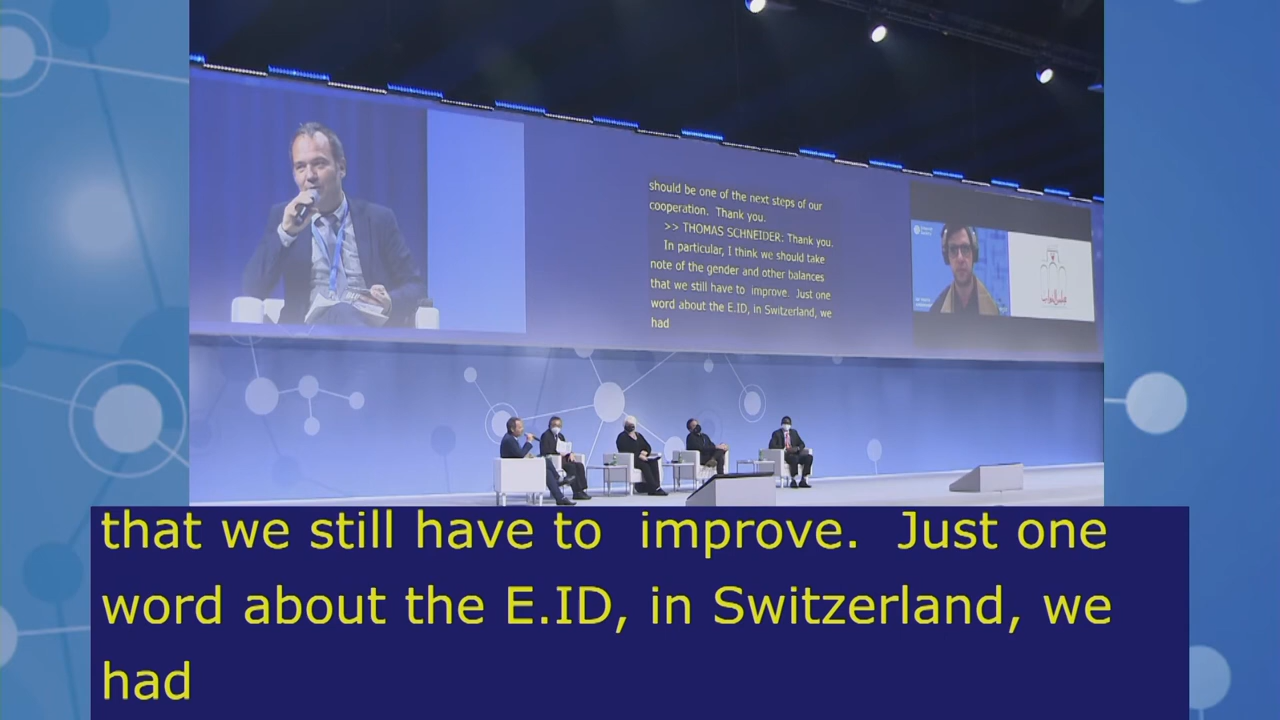 should be one of the next steps of our
cooperation.  Thank you.
>> THOMAS SCHNEIDER: Thank you.
In particular, I think we should take
note of the gender and other balances
that we still have to  improve.  Just one
word about the E.ID, in Switzerland, we
had
that we still have to  improve.  Just one
word about the E.ID, in Switzerland, we
had